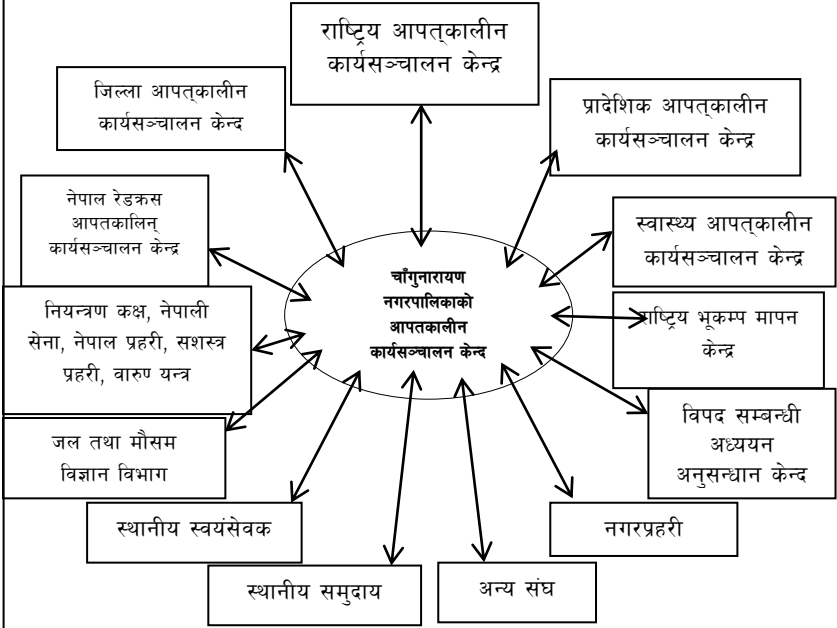 राष्ट्रिय आपत्‌कालीन
कार्यसञ्चालन केन्द्र
जिल्ला आपत्‌कालीन
कार्यसञ्चालन केन्द
प्रादेशिक आपत्‌कालीन
कार्यसञ्चालन केन्द्र
नेपाल रेडक्रस
आपतकालिन्
कार्यसञ्चालन केन्द्र
स्वास्थ्य आपत्‌कालीन
कार्यसञ्चालन केन्द्र
चाँगुनारायण
नगरपालिकाको
आपतकालीन
कार्यसञ्चालन केन्द
नियन्त्रण कक्ष, नेपाली
सेना, नेपाल प्रहरी, सशस्त्र
प्रहरी, वारुण यन्त्र
राष्ट्रिय भूकम्प मापन
केन्द्र
जल तथा मौसम
विज्ञान विभाग
विपद सम्बन्धी
अध्ययन
अनुसन्धान केन्द
स्थानीय स्वयंसेवक
नगरप्रहरी
स्थानीय समुदाय
अन्य संघ